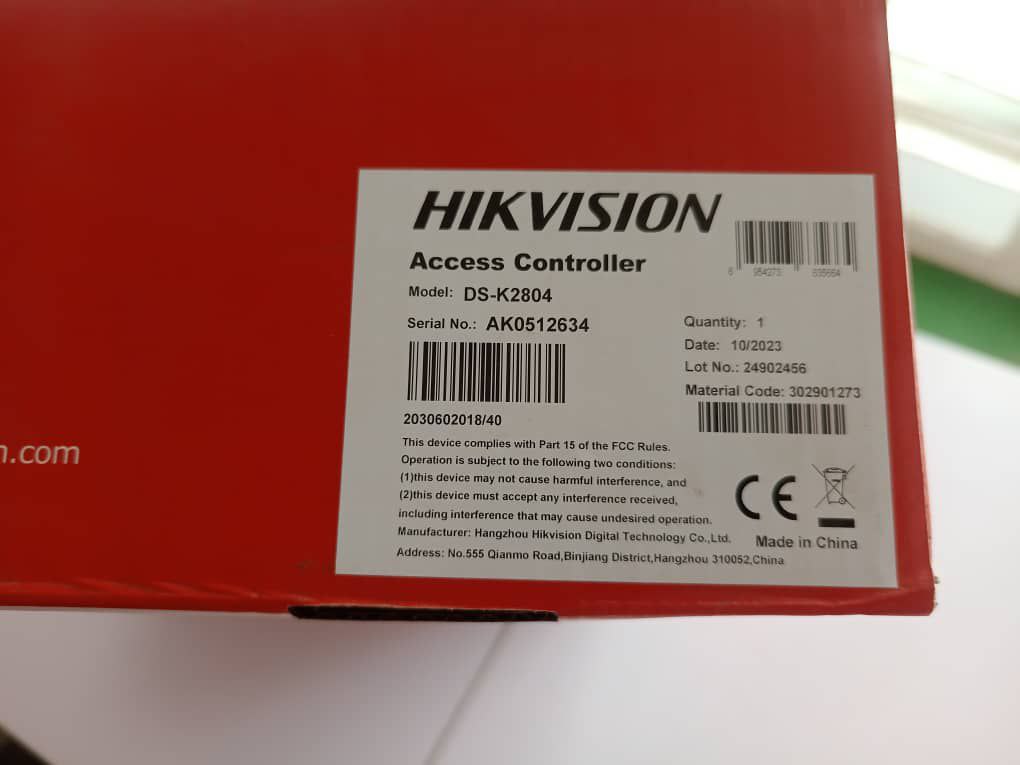 HIKVISION
Access Controller
Model: DS-K2804
Serial No.: AK0512634
2030602018/40
6 954273 695664
Quantity: 1
Date: 10/2023
Lot No.: 24902456
Material Code: 302901273
This device complies with Part 15 of the FCC Rules.
Operation is subject to the following two conditions:
(1)this device may not cause harmful interference, and
(2)this device must accept any interference received,
including interference that may cause undesired operation.
Manufacturer: Hangzhou Hikvision Digital Technology Co.,Ltd.
Address: No.555 Qianmo Road,Binjiang District,Hangzhou 310052,China
CE
Made in China
n.com